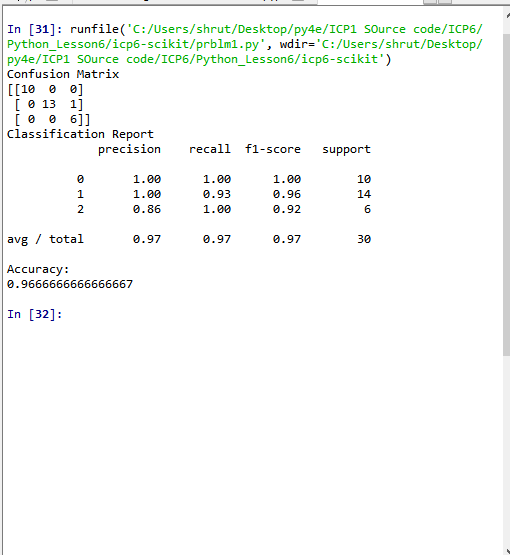 In [31]: runfile('C:/Users/shrut/Desktop/py4e/ICP1 SOurce code/ICP6/
Python_Lesson6/icp6-scikit/prblm1.py', wdir='C:/Users/shrut/Desktop/
py4e/ICP1 SOurce code/ICP6/Python_Lesson6/icp6-scikit')
Confusion Matrix
[[10  0  0]
 [ 0 13  1]
 [ 0  0  6]]
Classification Report
             precision    recall  f1-score   support

          0       1.00      1.00      1.00        10
          1       1.00      0.93      0.96        14
          2       0.86      1.00      0.92         6

avg / total       0.97      0.97      0.97        30

Accuracy:
0.9666666666666667

In [32]: